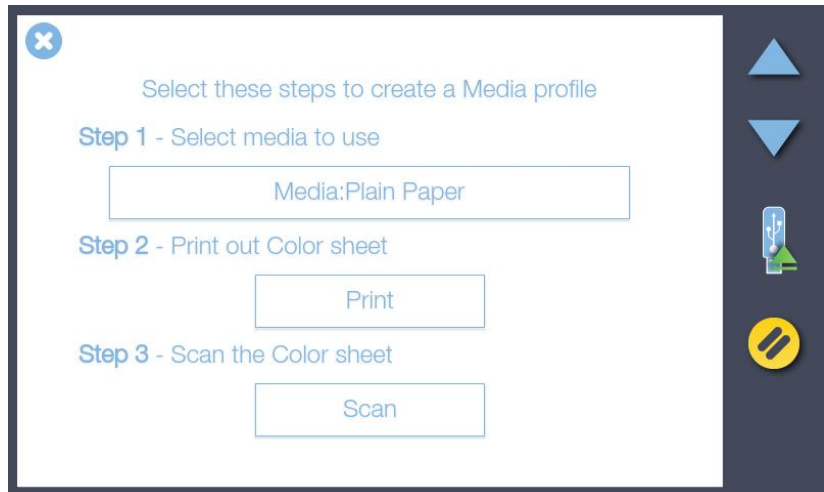 Select these steps to create a Media profile
Step 1 - Select media to use
Media:Plain Paper
Step 2 - Print out Color sheet
Print
Step 3 - Scan the Color sheet
Scan